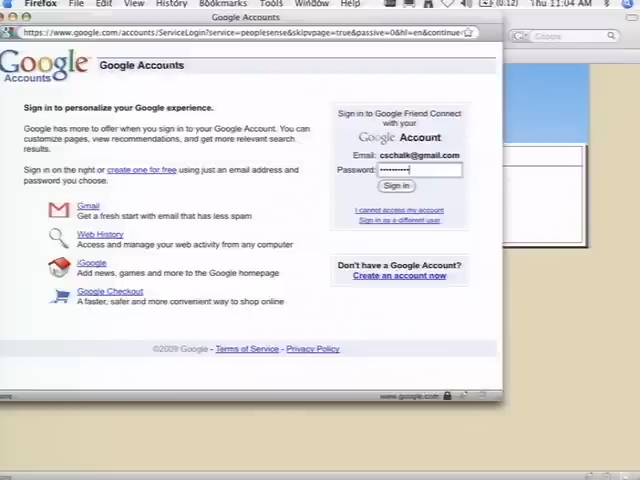 Firefox File Edit View History Bookmarks Tools Window Help (0:12) Thu 11:04 AM
Google Accounts
https://www.google.com/accounts/ServiceLogin?service=peoplesense&skipvpage=true&passive=0&hl=en&continue=
Google
Google Accounts
Accounts
Sign in to personalize your Google experience.
Google has more to offer when you sign in to your Google Account. You can
customize pages, view recommendations, and get more relevant search
results.
Sign in on the right or create one for free using just an email address and
password you choose.
Gmail
Get a fresh start with email that has less spam
Web History
Access and manage your web activity from any computer
iGoogle
Add news, games and more to the Google homepage
Google Checkout
A faster, safer and more convenient way to shop online
Sign in to Google Friend Connect
with your
Google Account
Email: cschalk@gmail.com
Password:
Sign in
I cannot access my account
Sign in as a different user
Don't have a Google Account?
Create an account now
©2009 Google - Terms of Service - Privacy Policy
www.google.com